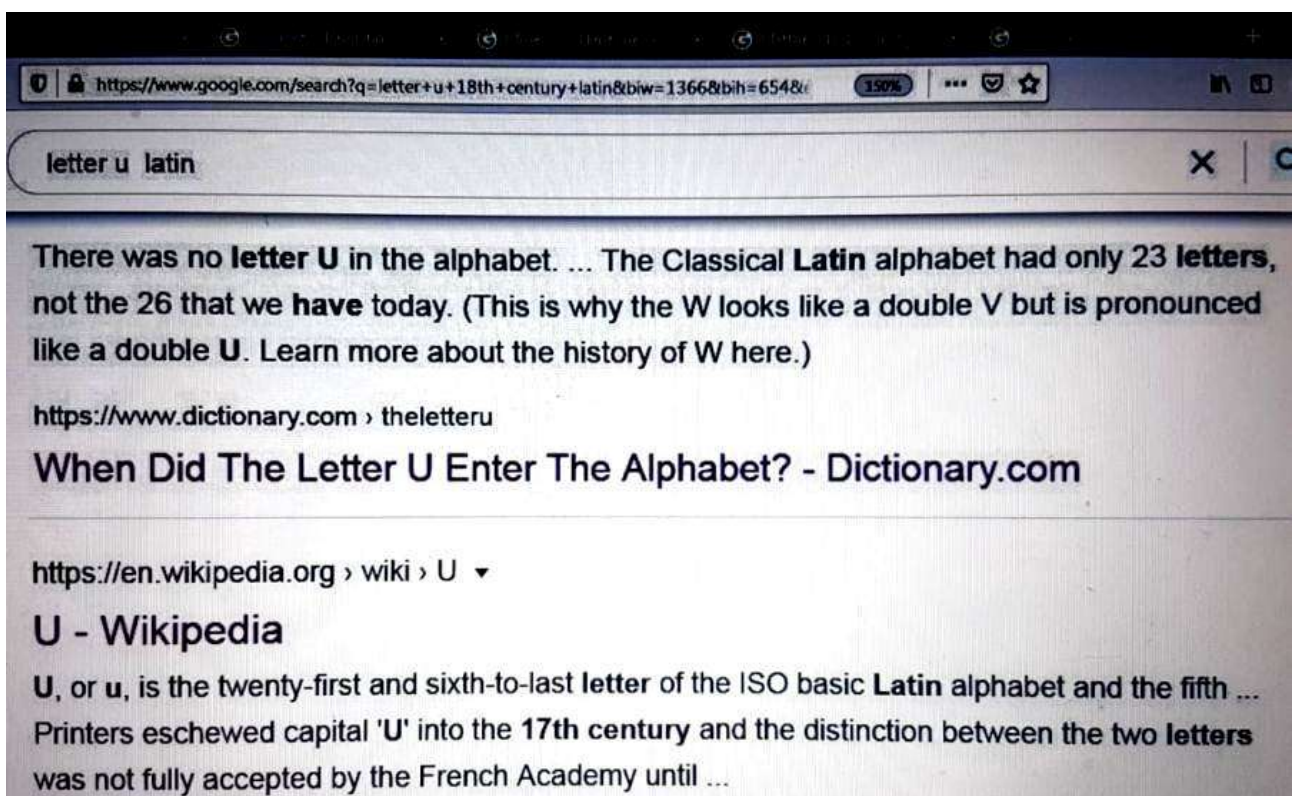 https://www.google.com/search?q=letter+u+18th+century+latin&biw=1366&bih=654&
150%
letter u latin
There was no letter U in the alphabet. ... The Classical Latin alphabet had only 23 letters,
not the 26 that we have today. (This is why the W looks like a double V but is pronounced
like a double U. Learn more about the history of W here.)
https://www.dictionary.com › theletteru
When Did The Letter U Enter The Alphabet? - Dictionary.com
https://en.wikipedia.org › wiki › U
U - Wikipedia
U, or u, is the twenty-first and sixth-to-last letter of the ISO basic Latin alphabet and the fifth ...
Printers eschewed capital 'U' into the 17th century and the distinction between the two letters
was not fully accepted by the French Academy until ...